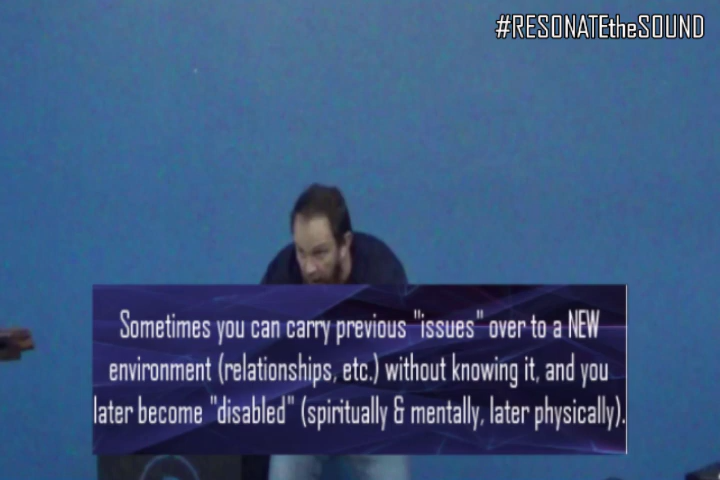 #RESONATEtheSOUND
Sometimes you can carry previous "issues" over to a NEW
environment (relationships, etc.) without knowing it, and you
later become "disabled" (spiritually & mentally, later physically).